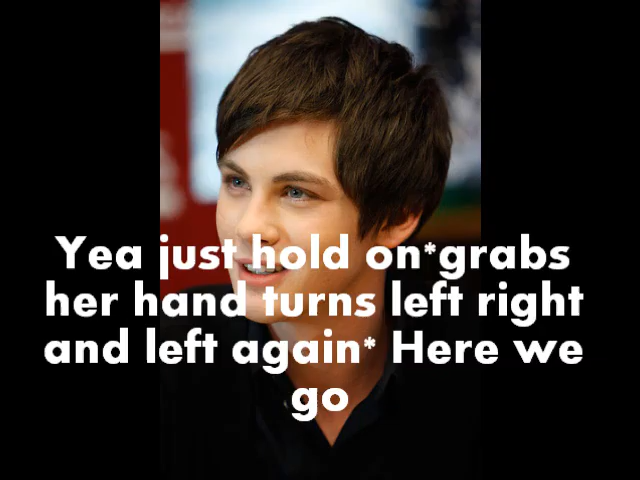 Yea just hold on*grabs
her hand turns left right
and left again* Here we
go